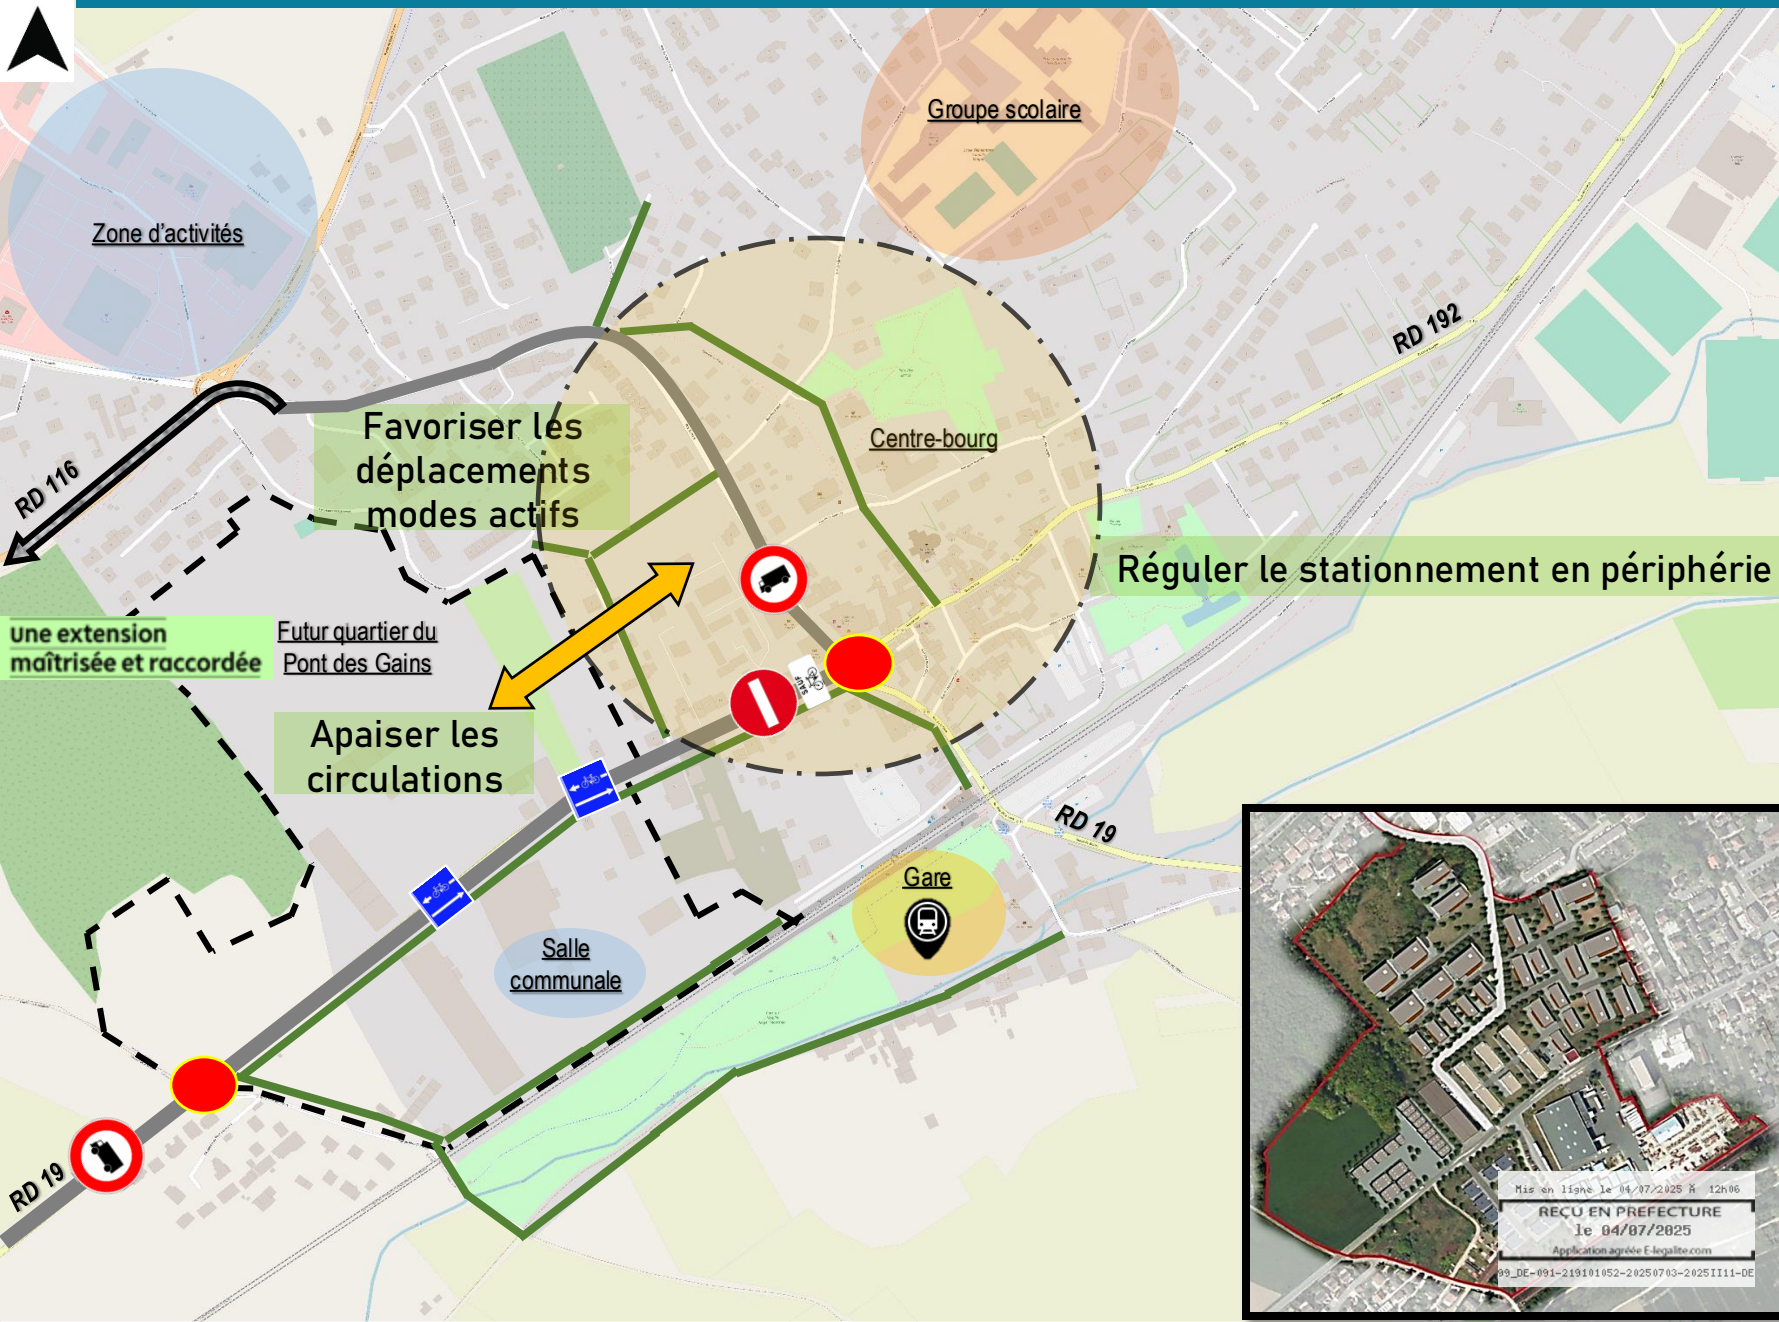 Groupe scolaire
Zone d'activités
RD 192
Favoriser les
déplacements
modes actifs
Centre-bourg
RD 116
Réguler le stationnement en périphérie
une extension
maîtrisée et raccordée
Futur quartier du
Pont des Gains
SAUF
Apaiser les
circulations
RD 19
Gare
Salle
communale
RD 19
Mis en ligne le 04/07/2025 À 12h06
REÇU EN PREFECTURE
le 04/07/2025
Application agréée E-legalite.com
99_DE-091-219101052-20250703-2025II11-DE